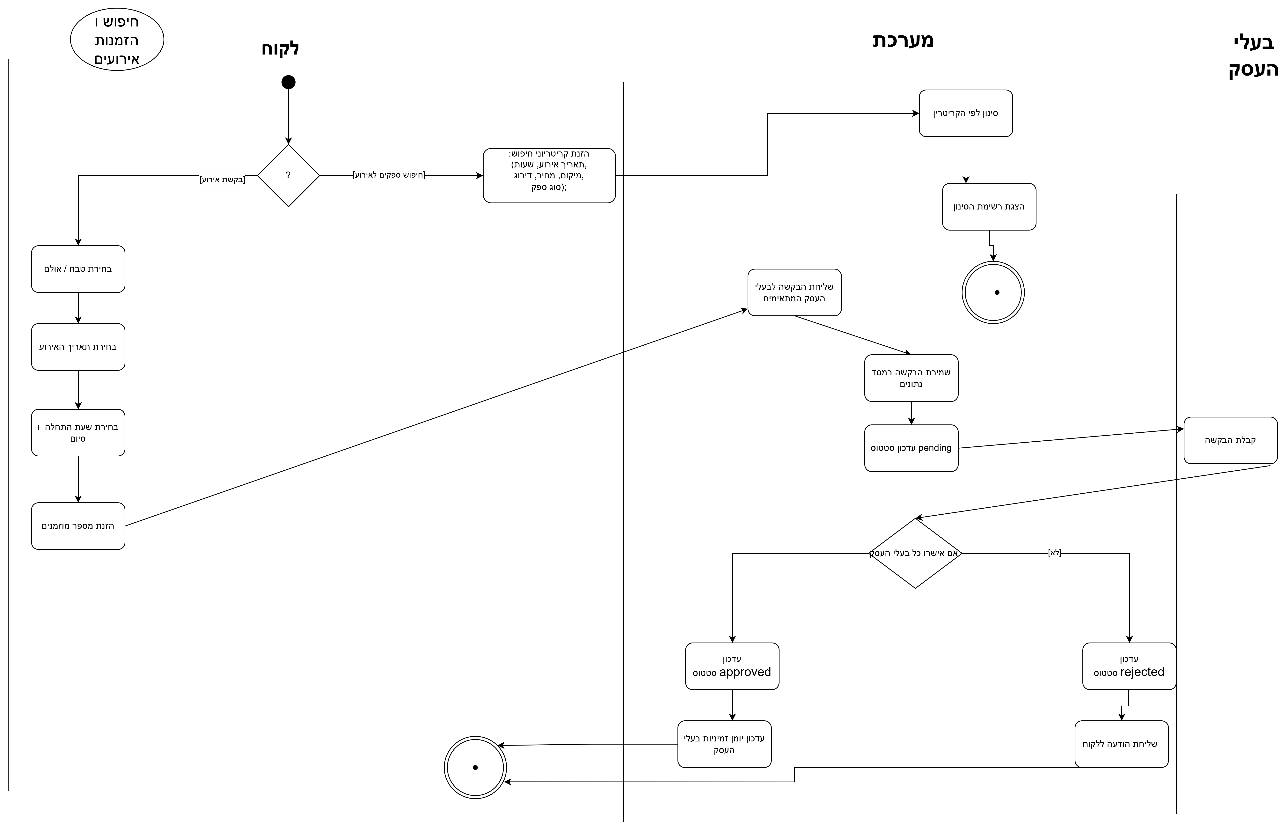 חיפוש ו
הזמנות
אירועים
לקוח
מערכת
בעלי
העסק
?
[בקשת אירוע]
[חיפוש ספקים לאירוע]
הזנת קריטריוני חיפוש:
(תאריך אירוע, שעות,
מיקום, מחיר, דירוג,
סוג ספק);
סינון לפי הקריטרין
הצגת רשימת הסינון
בחירת טבח / אולם
בחירת תאריך האירוע
בחירת שעת התחלה ו
סיום
הזנת מספר מוזמנים
שליחת הבקשה לבעלי
העסק המתאימים
שמירת הבקשה במסד
נתונים
עדכון סטטוס pending
קבלת הבקשה
אם אישרו כל בעלי העסק
[לא]
עדכון
סטטוס approved
עדכון
סטטוס rejected
עדכון יומן זמיניות בעלי
העסק
שליחת הודעה ללקוח